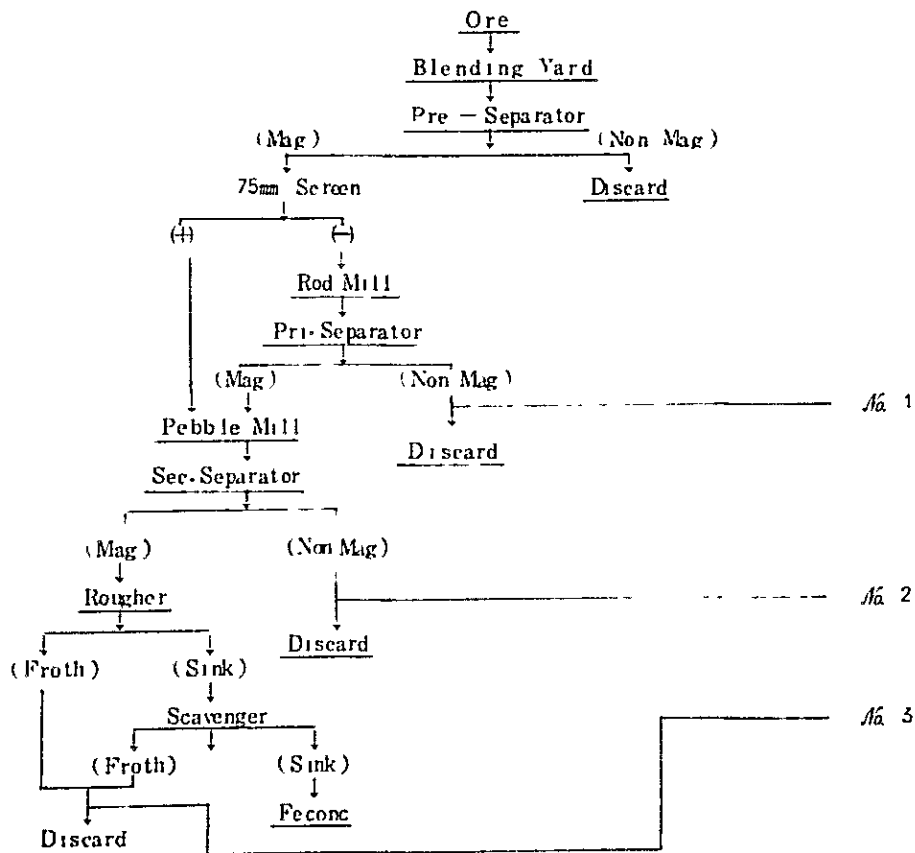 Ore
Blending Yard
Pre - Separator
(Mag) (Non Mag)
75mm Screen Discard
(+) (-)
Rod Mill
Pri-Separator
(Mag) (Non Mag)
No. 1
Pebble Mill
Discard
Sec-Separator
(Mag) (Non Mag)
Rougher
No. 2
Discard
(Froth) (Sink)
Scavenger
No. 3
(Froth) (Sink)
Feconc
Discard